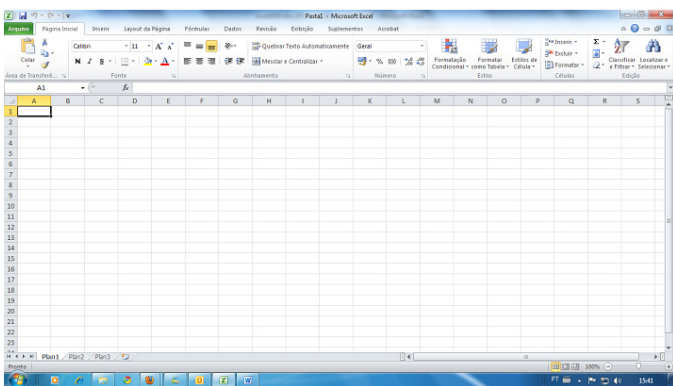 Pasta1 - Microsoft Excel
Arquivo Página Inicial Inserir Layout da Página Fórmulas Dados Revisão Exibição Suplementos Acrobat
Calibri 11 Quebrar Texto Automaticamente Geral Inserir Σ
Colar N I S A Mesclar e Centralizar % 000 Formatação Condicional Formatar como Tabela Estilos de Célula Excluir Formatar Classificar e Filtrar Localizar e Selecionar
Área de Transferê... Fonte Alinhamento Número Estilo Células Edição
A1 fx
A B C D E F G H I J K L M N O P Q R S
1
2
3
4
5
6
7
8
9
10
11
12
13
14
15
16
17
18
19
20
21
22
23
Plan1 Plan2 Plan3
Pronto 100%
PT 15:41